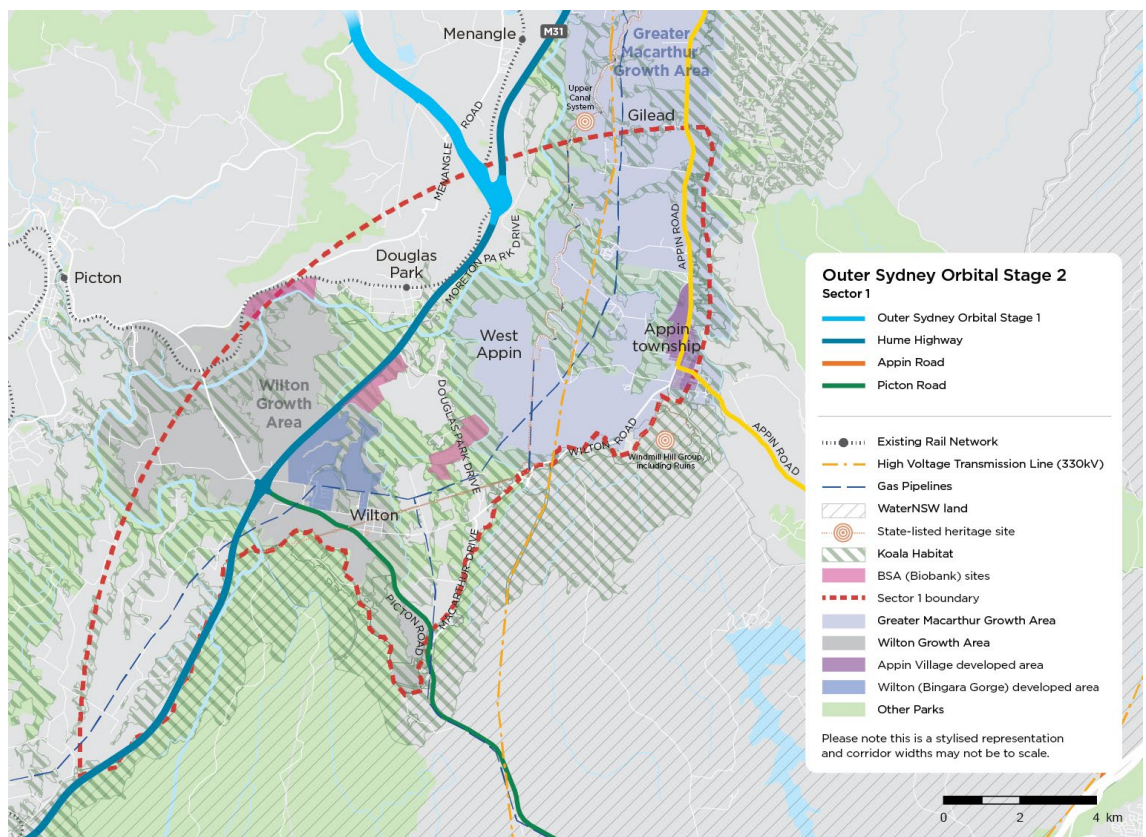 Menangle
M31
Greater
Macarthur
Growth Area
Upper
Canal
System
Gilead
MENANGLE ROAD
APPIN ROAD
MORETON PARK DRIVE
Douglas
Park
Picton
West
Appin
Appin
township
Wilton
Growth
Area
DOUGLAS PARK DRIVE
WILTON ROAD
Windmill Hill Group,
including Ruins
APPIN ROAD
Wilton
MACARTHUR DRIVE
PICTON ROAD
Outer Sydney Orbital Stage 2
Sector 1
Outer Sydney Orbital Stage 1
Hume Highway
Appin Road
Picton Road
Existing Rail Network
High Voltage Transmission Line (330kV)
Gas Pipelines
WaterNSW land
State-listed heritage site
Koala Habitat
BSA (Biobank) sites
Sector 1 boundary
Greater Macarthur Growth Area
Wilton Growth Area
Appin Village developed area
Wilton (Bingara Gorge) developed area
Other Parks
Please note this is a stylised representation
and corridor widths may not be to scale.
0 2 4 km